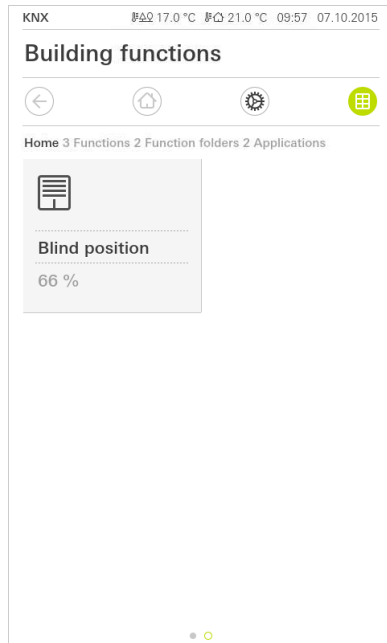 KNX 17.0 °C 21.0 °C 09:57 07.10.2015
Building functions
Home 3 Functions 2 Function folders 2 Applications
Blind position
66 %